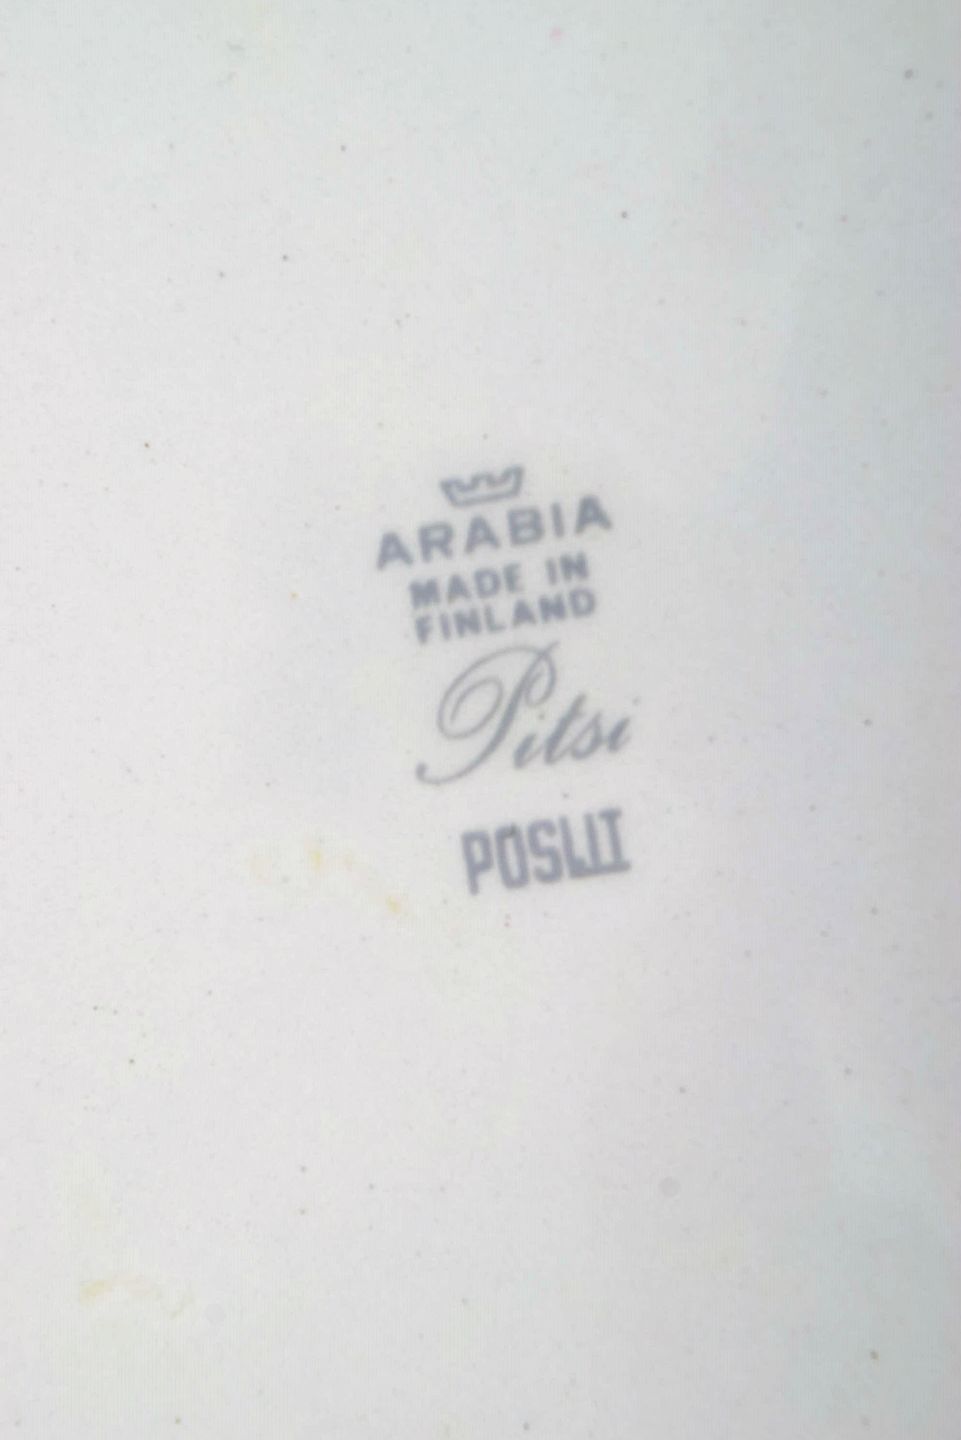 ARABIA
MADE IN
FINLAND
Pitsi
POSLII